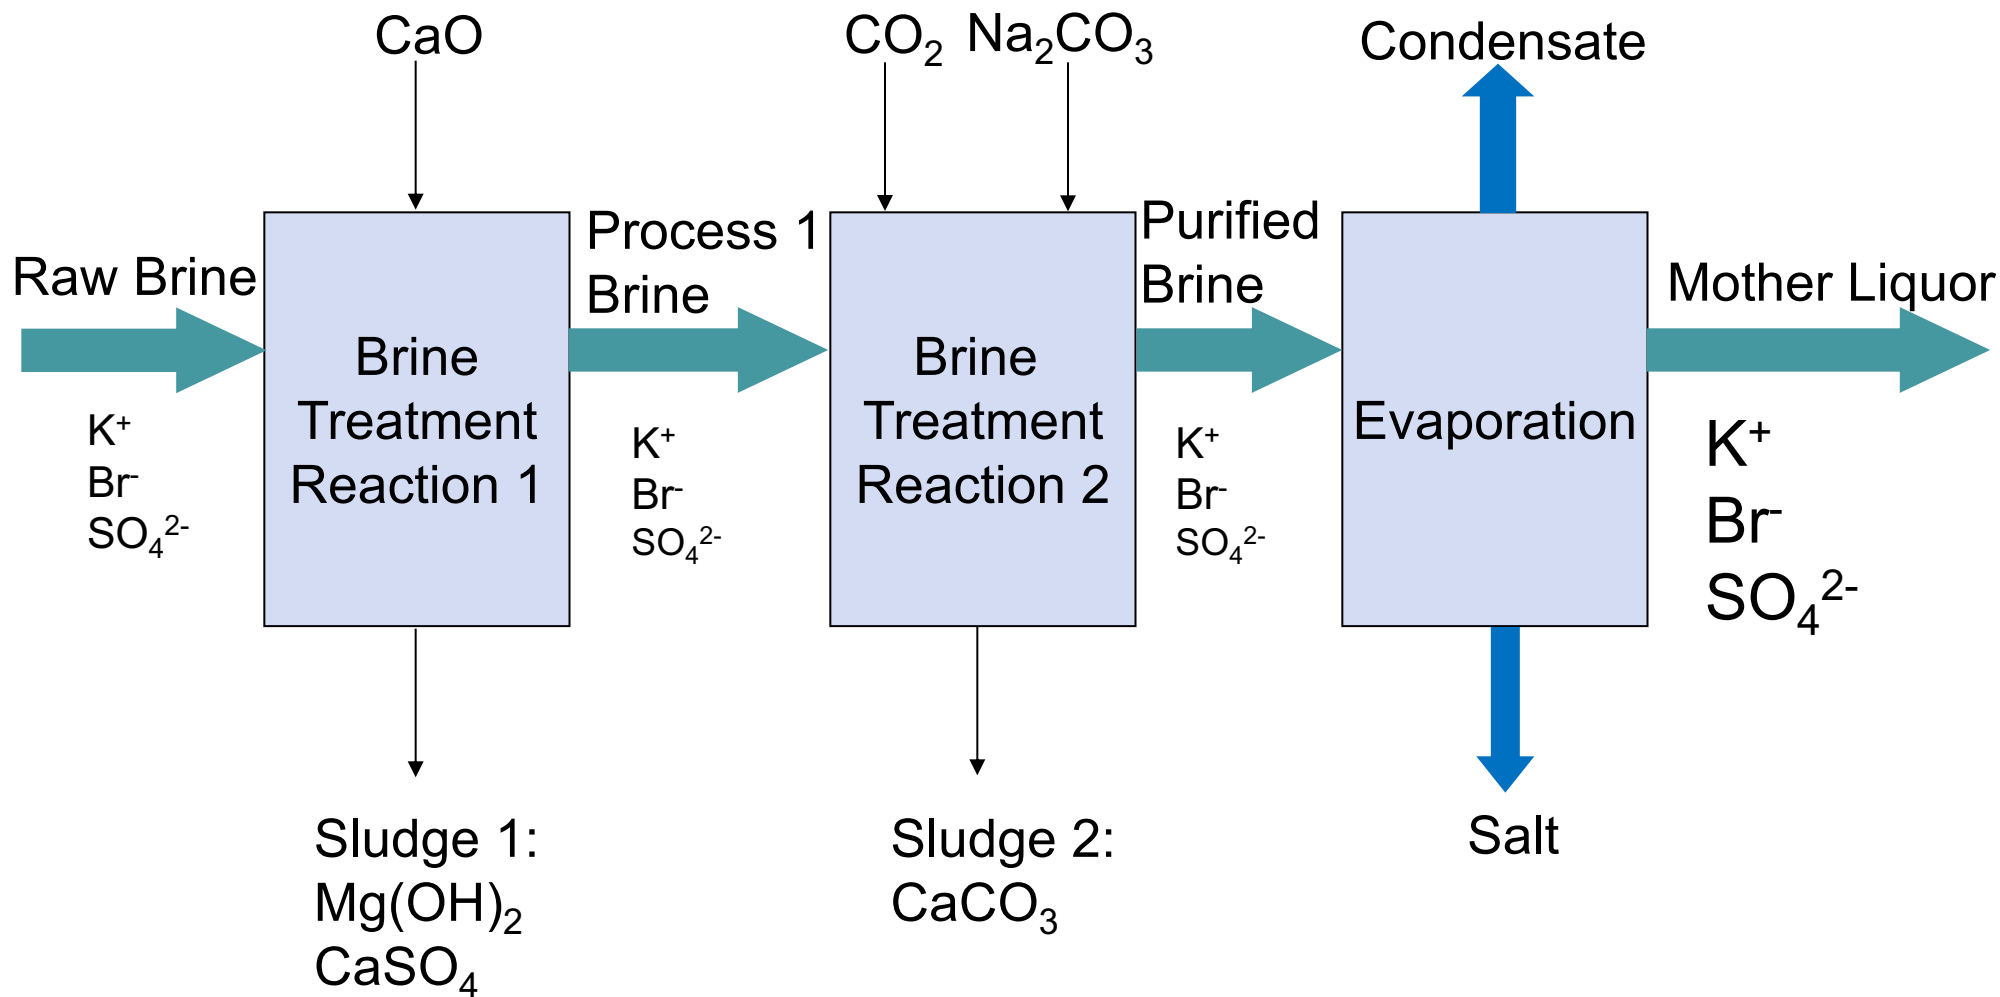 CaO
CO₂
Na₂CO₃
Condensate
Raw Brine
Process 1
Brine
Purified
Brine
Mother Liquor
Brine
Treatment
Reaction 1
Brine
Treatment
Reaction 2
Evaporation
K⁺
Br⁻
SO₄²⁻
K⁺
Br⁻
SO₄²⁻
K⁺
Br⁻
SO₄²⁻
K⁺
Br⁻
SO₄²⁻
Sludge 1:
Mg(OH)₂
CaSO₄
Sludge 2:
CaCO₃
Salt